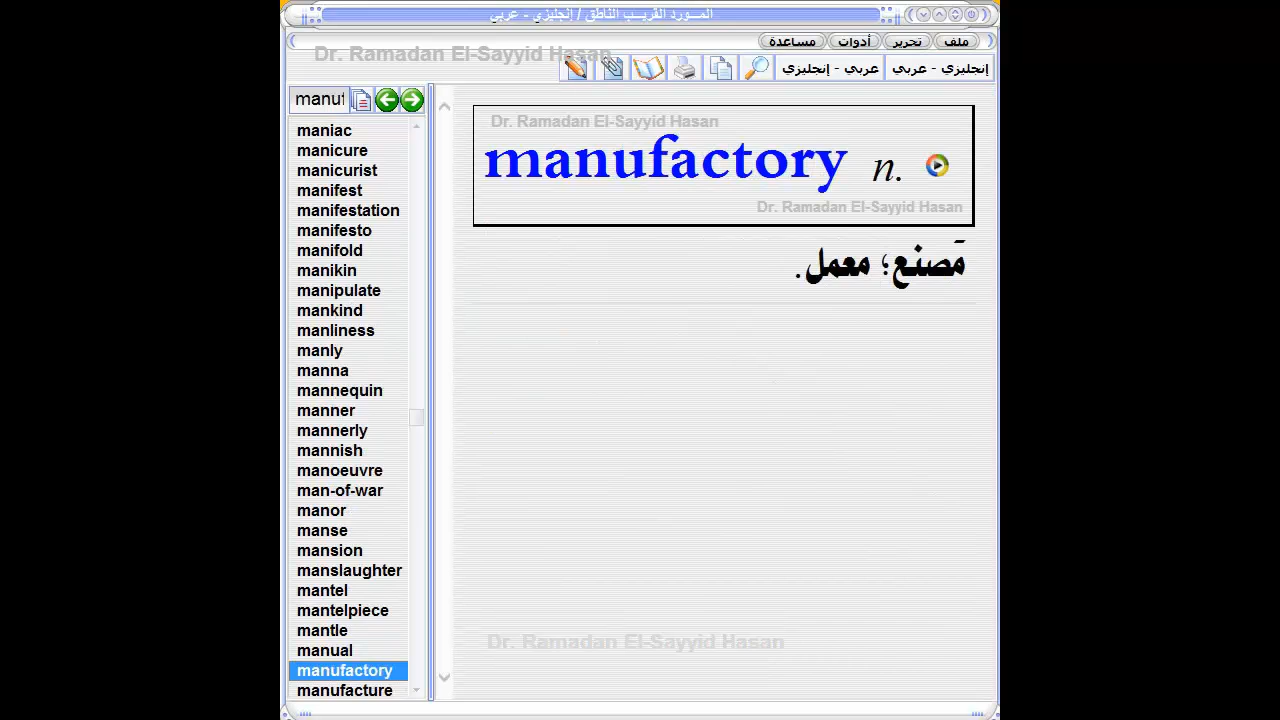 المــورد القريــب الناطق / إنجليزي - عربي
ملف تحرير أدوات مساعدة
Dr. Ramadan El-Sayyid Hasan
إنجليزي - عربي عربي - إنجليزي
manuf
maniac
manicure
manicurist
manifest
manifestation
manifesto
manifold
manikin
manipulate
mankind
manliness
manly
manna
mannequin
manner
mannerly
mannish
manoeuvre
man-of-war
manor
manse
mansion
manslaughter
mantel
mantelpiece
mantle
manual
manufactory
manufacture
Dr. Ramadan El-Sayyid Hasan
manufactory n.
Dr. Ramadan El-Sayyid Hasan
مَصنع؛ معمل.
Dr. Ramadan El-Sayyid Hasan